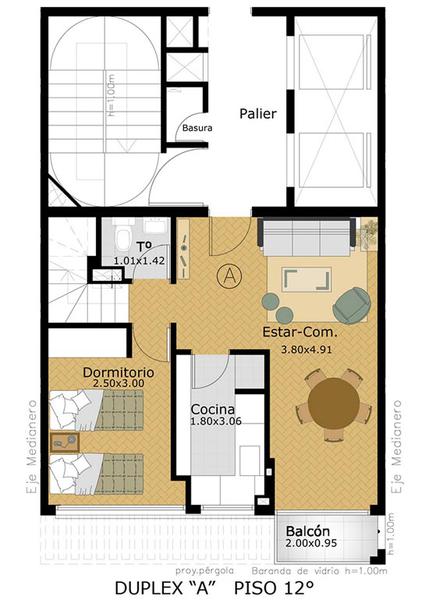 h=1.00m
Palier
Basura
Tº
1.01x1.42
A
Estar-Com.
3.80x4.91
Dormitorio
2.50x3.00
Cocina
1.80x3.06
Eje Medianero
Eje Medianero
Balcón
2.00x0.95
h=1.00m
proy.pérgola
Baranda de vidrio h=1.00m
DUPLEX “A” PISO 12°